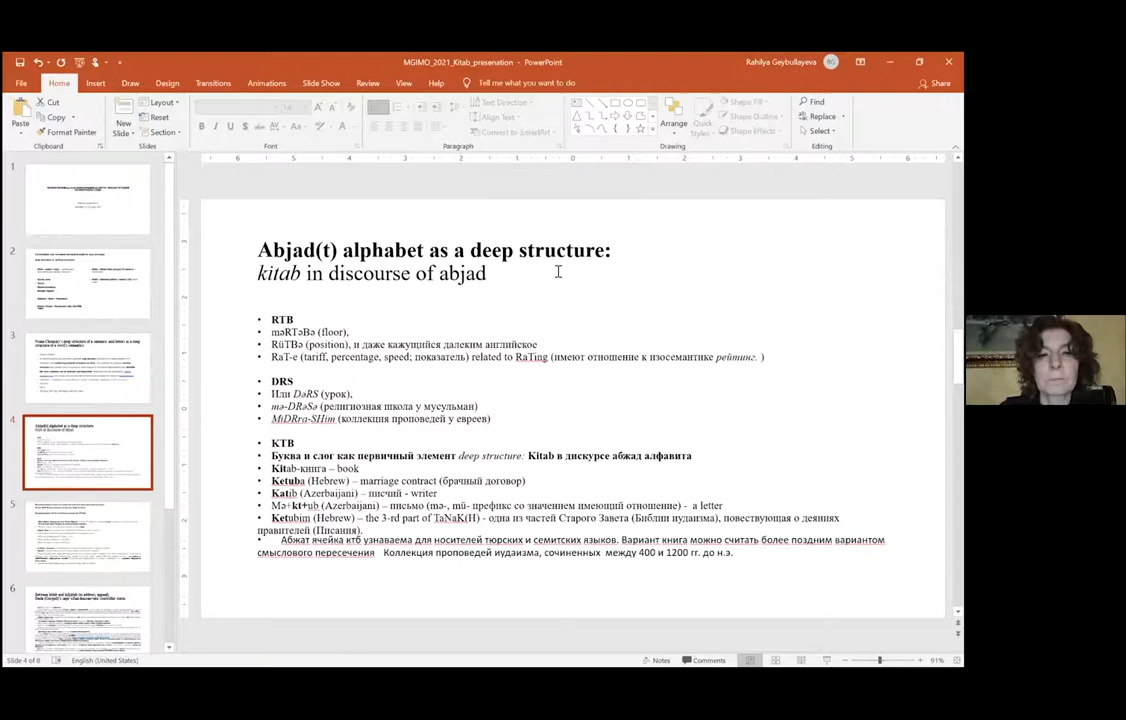 MGIMO_2021_Kitab_presenation - PowerPoint
Rahilya Geybullayeva
RG
File Home Insert Draw Design Transitions Animations Slide Show Review View Help Tell me what you want to do
Share
Paste
Cut
Copy
Format Painter
Clipboard
New Slide
Layout
Reset
Section
Slides
Font
Text Direction
Align Text
Convert to SmartArt
Paragraph
Arrange
Quick Styles
Shape Fill
Shape Outline
Shape Effects
Drawing
Find
Replace
Select
Editing
1
2
3
4
5
6
Abjad(t) alphabet as a deep structure:
kitab in discourse of abjad
• RTB
• məRTəBə (floor),
• RüTBə (position), и даже кажущийся далеким английское
• RaT-e (tariff, percentage, speed; показатель) related to RaTing (имеют отношение к изосемантике рейтинг. )
• DRS
• Или DəRS (урок),
• mə-DRəSə (религиозная школа у мусульман)
• MiDRra-SHim (коллекция проповедей у евреев)
• KTB
• Буква и слог как первичный элемент deep structure: Kitab в дискурсе абжад алфавита
• Kitab-книга – book
• Ketuba (Hebrew) – marriage contract (брачный договор)
• Katib (Azerbaijani) – писчий - writer
• Mə+kt+ub (Azerbaijani) – письмо (mə-, mü- префикс со значением имеющий отношение) - a letter
• Ketubim (Hebrew) – the 3-rd part of TaNaK(H) - одна из частей Старого Завета (Библии иудаизма), повествующая о деяниях
правителей (Писания).
• Абжат ячейка ктб узнаваема для носителей тюрских и семитских языков. Вариант книга можно считать более поздним вариантом
смыслового пересечения Коллекция проповедей иудаизма, сочиненных между 400 и 1200 гг. до н.э.
Slide 4 of 8
English (United States)
Notes
Comments
91%